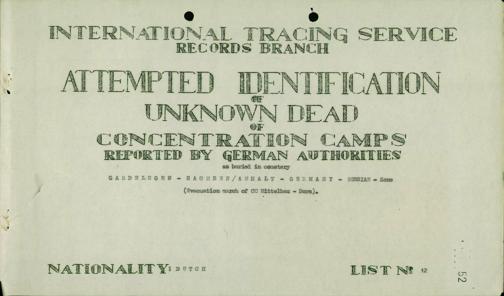 INTERNATIONAL TRACING SERVICE
RECORDS BRANCH
ATTEMPTED IDENTIFICATION
OF
UNKNOWN DEAD
OF
CONCENTRATION CAMPS
REPORTED BY GERMAN AUTHORITIES
as buried in cemetery
GARDELEGEN - SACHSEN/ANHALT - GERMANY - RUSSIAN - Zone
(Evacuation march of CC Mittelbau - Dora).
NATIONALITY: DUTCH
LIST Nº 12
52